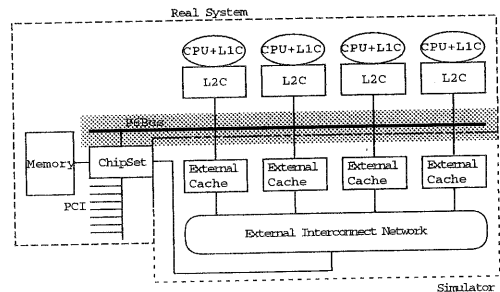 Real System
CPU+L1C CPU+L1C CPU+L1C CPU+L1C
L2C L2C L2C L2C
P6Bus
Memory
ChipSet
External Cache
External Cache
External Cache
External Cache
PCI
External Interconnect Network
Simulator